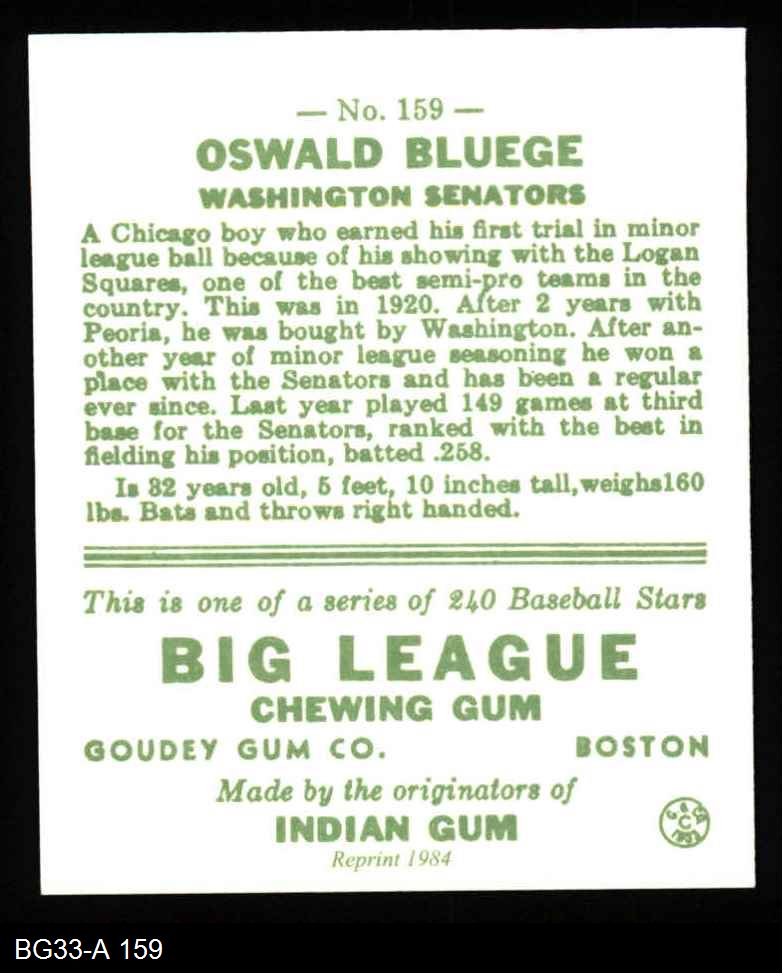 — No. 159 —
OSWALD BLUEGE
WASHINGTON SENATORS
A Chicago boy who earned his first trial in minor
league ball because of his showing with the Logan
Squares, one of the best semi-pro teams in the
country. This was in 1920. After 2 years with
Peoria, he was bought by Washington. After an-
other year of minor league seasoning he won a
place with the Senators and has been a regular
ever since. Last year played 149 games at third
base for the Senators, ranked with the best in
fielding his position, batted .258.
Is 32 years old, 5 feet, 10 inches tall, weighs 160
lbs. Bats and throws right handed.
This is one of a series of 240 Baseball Stars
BIG LEAGUE
CHEWING GUM
GOUDEY GUM CO. BOSTON
Made by the originators of
INDIAN GUM
Reprint 1984
BG33-A 159